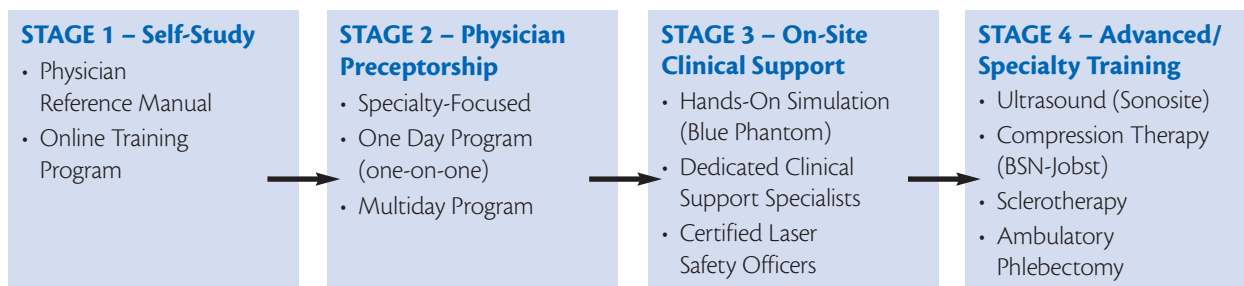 STAGE 1 – Self-Study
• Physician
Reference Manual
• Online Training
Program
STAGE 2 – Physician
Preceptorship
• Specialty-Focused
• One Day Program
(one-on-one)
• Multiday Program
STAGE 3 – On-Site
Clinical Support
• Hands-On Simulation
(Blue Phantom)
• Dedicated Clinical
Support Specialists
• Certified Laser
Safety Officers
STAGE 4 – Advanced/
Specialty Training
• Ultrasound (Sonosite)
• Compression Therapy
(BSN-Jobst)
• Sclerotherapy
• Ambulatory
Phlebectomy